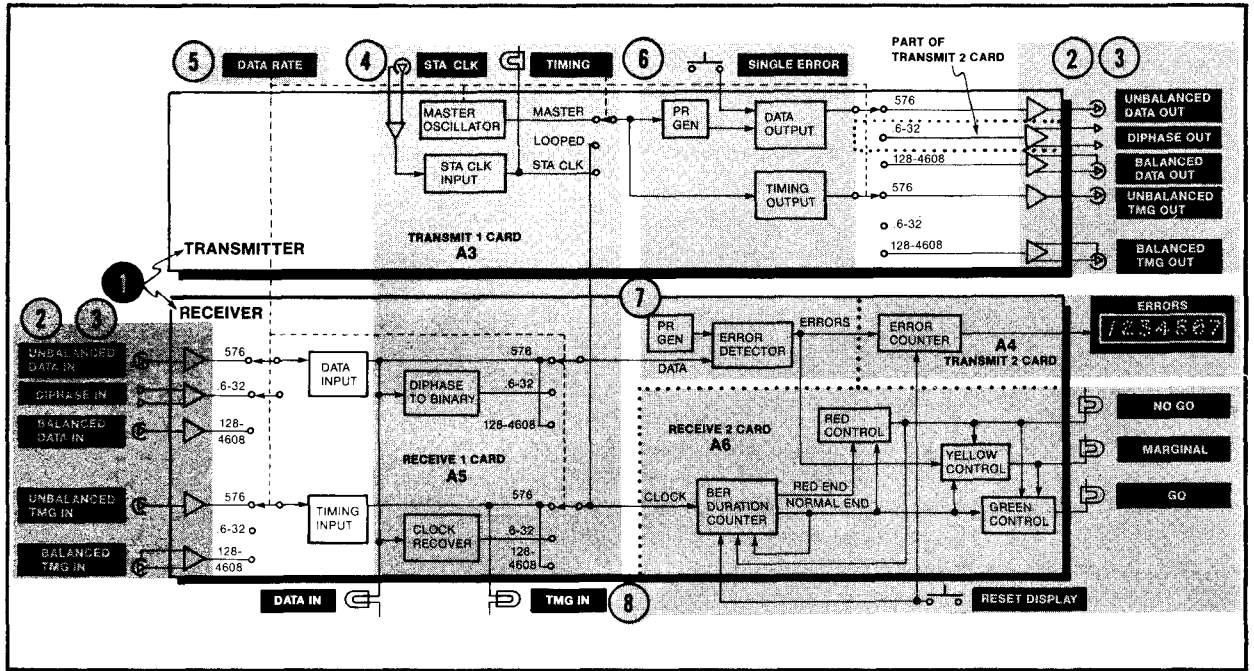 5
DATA RATE
4
STA CLK
TIMING
6
SINGLE ERROR
PART OF
TRANSMIT 2 CARD
2 3
MASTER
OSCILLATOR
MASTER
LOOPED
STA CLK
INPUT
STA CLK
PR
GEN
DATA
OUTPUT
TIMING
OUTPUT
576
.6-32
128-4608
576
.6-32
128-4608
UNBALANCED
DATA OUT
DIPHASE OUT
BALANCED
DATA OUT
UNBALANCED
TMG OUT
BALANCED
TMG OUT
TRANSMIT 1 CARD
A3
TRANSMITTER
1
RECEIVER
2 3
UNBALANCED
DATA IN
DIPHASE IN
BALANCED
DATA IN
UNBALANCED
TMG IN
BALANCED
TMG IN
576
.6-32
128-
4608
576
.6-32
128-
4608
DATA
INPUT
TIMING
INPUT
DIPHASE
TO BINARY
576
.6-32
128-4608
RECEIVE 1 CARD
A5
CLOCK
RECOVER
576
.6-32
128-
4608
DATA IN
TMG IN
8
7
PR
GEN
DATA
ERROR
DETECTOR
ERRORS
ERROR
COUNTER
A4
TRANSMIT 2 CARD
ERRORS
RECEIVE 2 CARD
A6
RED
CONTROL
YELLOW
CONTROL
GREEN
CONTROL
CLOCK
BER
DURATION
COUNTER
RED END
NORMAL END
NO GO
MARGINAL
GO
RESET DISPLAY